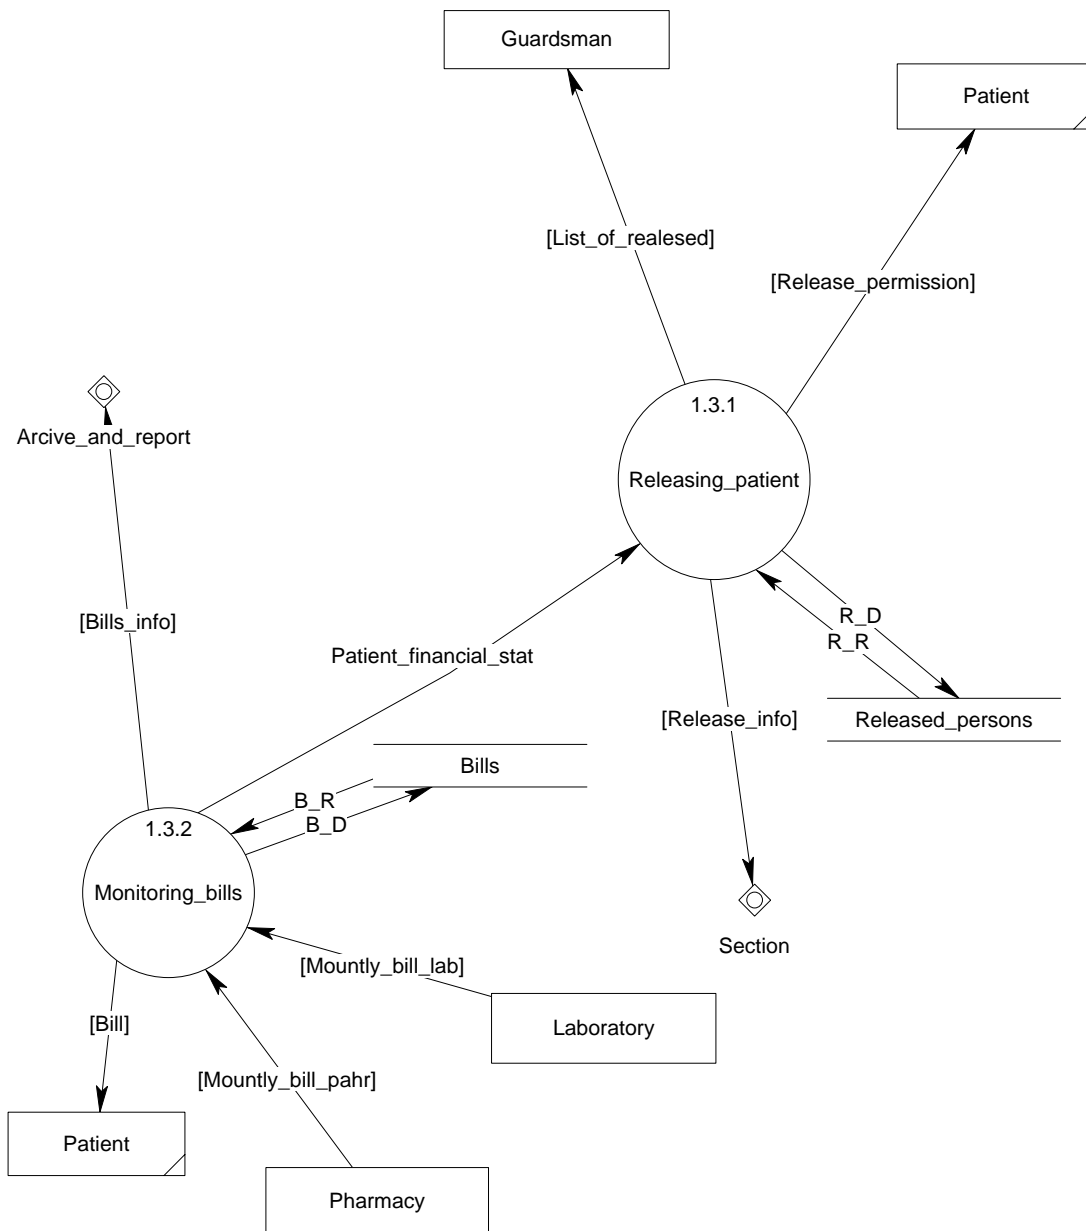 Guardsman
Patient
[List_of_realesed]
[Release_permission]
1.3.1
Arcive_and_report
Releasing_patient
[Bills_info]
R_D
R_R
Patient_financial_stat
[Release_info]
Released_persons
Bills
B_R
B_D
1.3.2
Monitoring_bills
Section
[Mountly_bill_lab]
[Bill]
Laboratory
[Mountly_bill_pahr]
Patient
Pharmacy